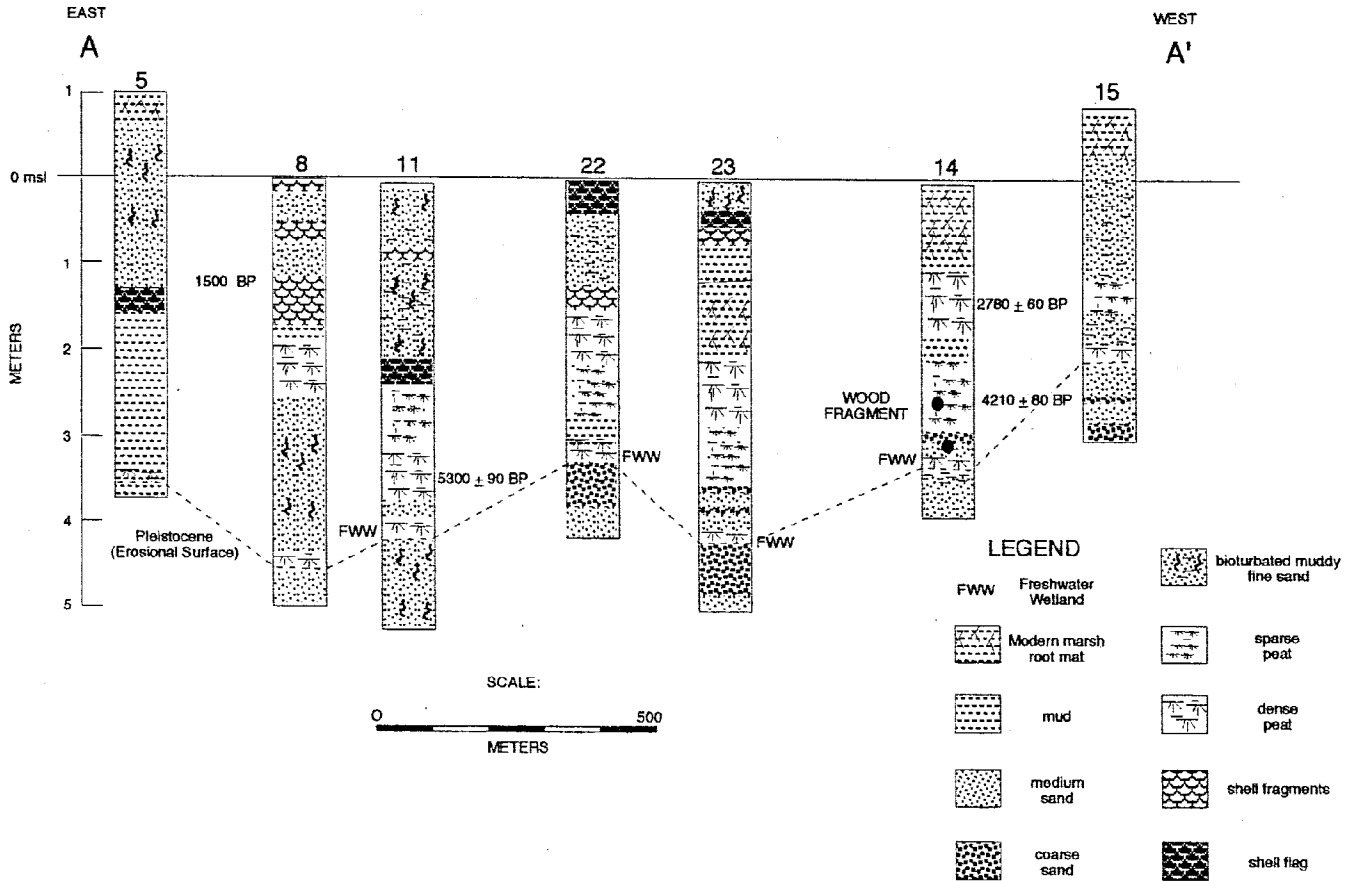 EAST
A
WEST
A'
5
8
11
22
23
14
15
1
0 msl
1
2
3
4
5
METERS
1500 BP
2780 ± 60 BP
WOOD
FRAGMENT
4210 ± 80 BP
5300 ± 90 BP
FWW
FWW
FWW
FWW
Pleistocene
(Erosional Surface)
SCALE:
0
500
METERS
LEGEND
FWW
Freshwater
Wetland
Modern marsh
root mat
mud
medium
sand
coarse
sand
bioturbated muddy
fine sand
sparse
peat
dense
peat
shell fragments
shell flag